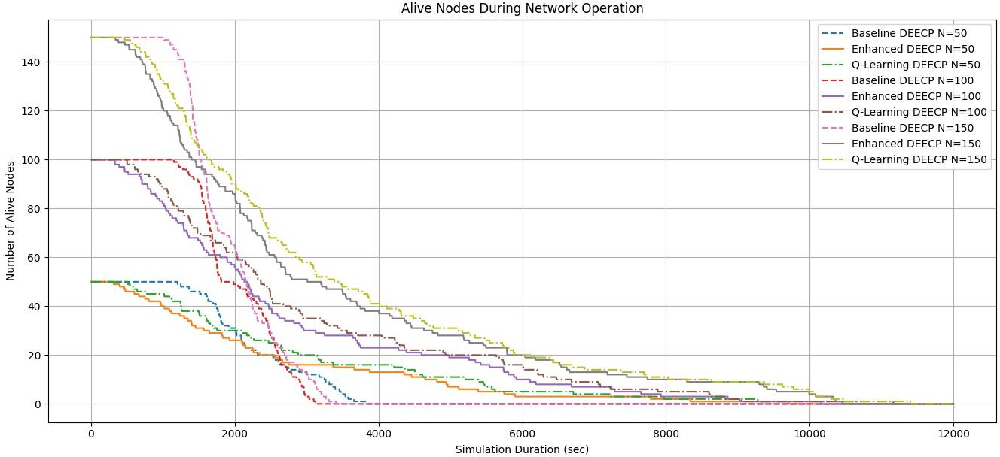 Alive Nodes During Network Operation
Number of Alive Nodes
140
120
100
80
60
40
20
0
Baseline DEECP N=50
Enhanced DEECP N=50
Q-Learning DEECP N=50
Baseline DEECP N=100
Enhanced DEECP N=100
Q-Learning DEECP N=100
Baseline DEECP N=150
Enhanced DEECP N=150
Q-Learning DEECP N=150
0 2000 4000 6000 8000 10000 12000
Simulation Duration (sec)